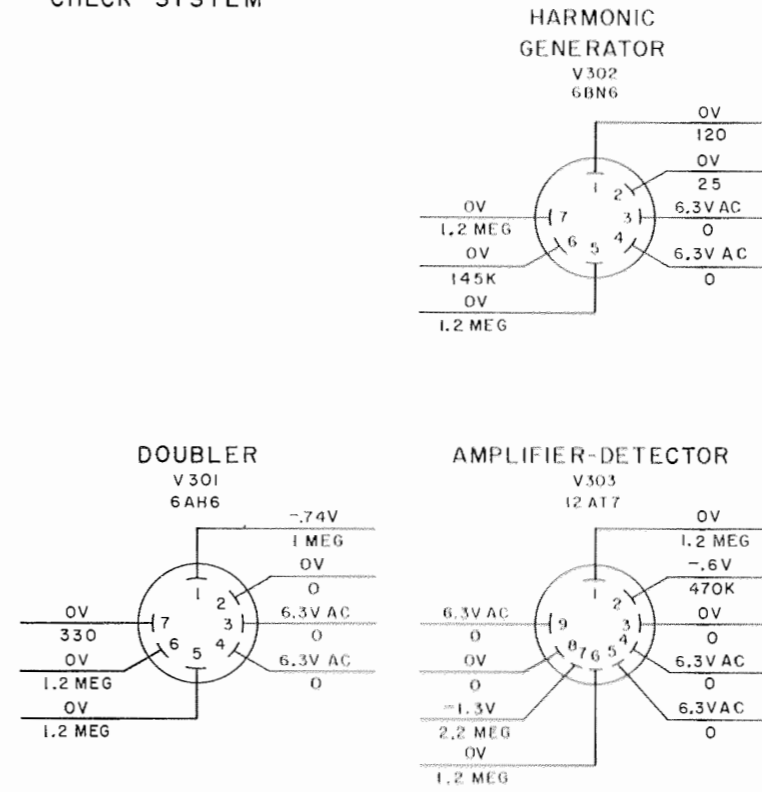 CHECK SYSTEM
HARMONIC
GENERATOR
V302
6BN6
0V
120
0V
25
6.3V AC
0
6.3V AC
0
0V
1.2 MEG
0V
145K
0V
1.2 MEG
1
2
3
4
5
6
7
DOUBLER
V301
6AH6
-.74V
1 MEG
0V
0
6.3V AC
0
6.3V AC
0
0V
330
0V
1.2 MEG
0V
1.2 MEG
1
2
3
4
5
6
7
AMPLIFIER-DETECTOR
V303
12AT7
0V
1.2 MEG
-.6V
470K
0V
0
6.3V AC
0
6.3VAC
0
6.3V AC
0
0V
0
-1.3V
2.2 MEG
0V
1.2 MEG
1
2
3
4
5
6
7
8
9